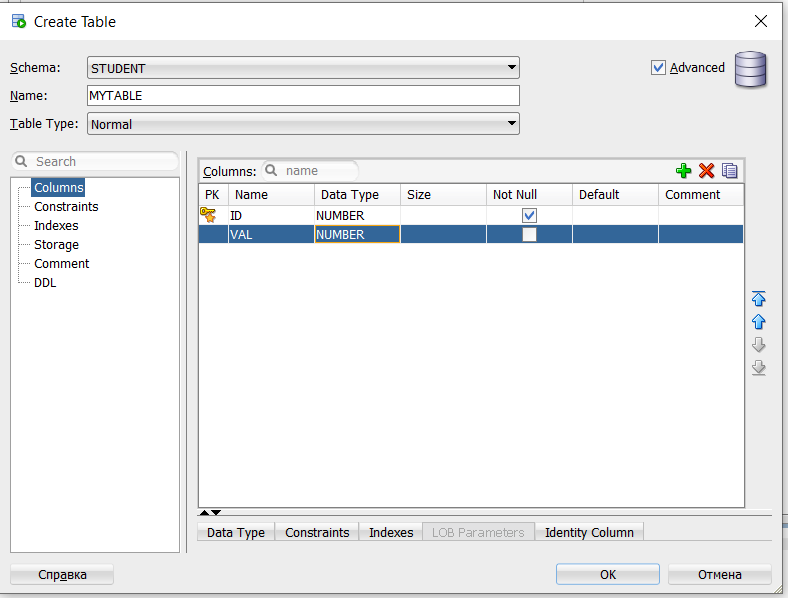 Create Table
Schema: STUDENT Advanced
Name: MYTABLE
Table Type: Normal
Search
Columns
Constraints
Indexes
Storage
Comment
DDL
Columns: name
PK Name Data Type Size Not Null Default Comment
ID NUMBER
VAL NUMBER
Data Type Constraints Indexes LOB Parameters Identity Column
Справка OK Отмена